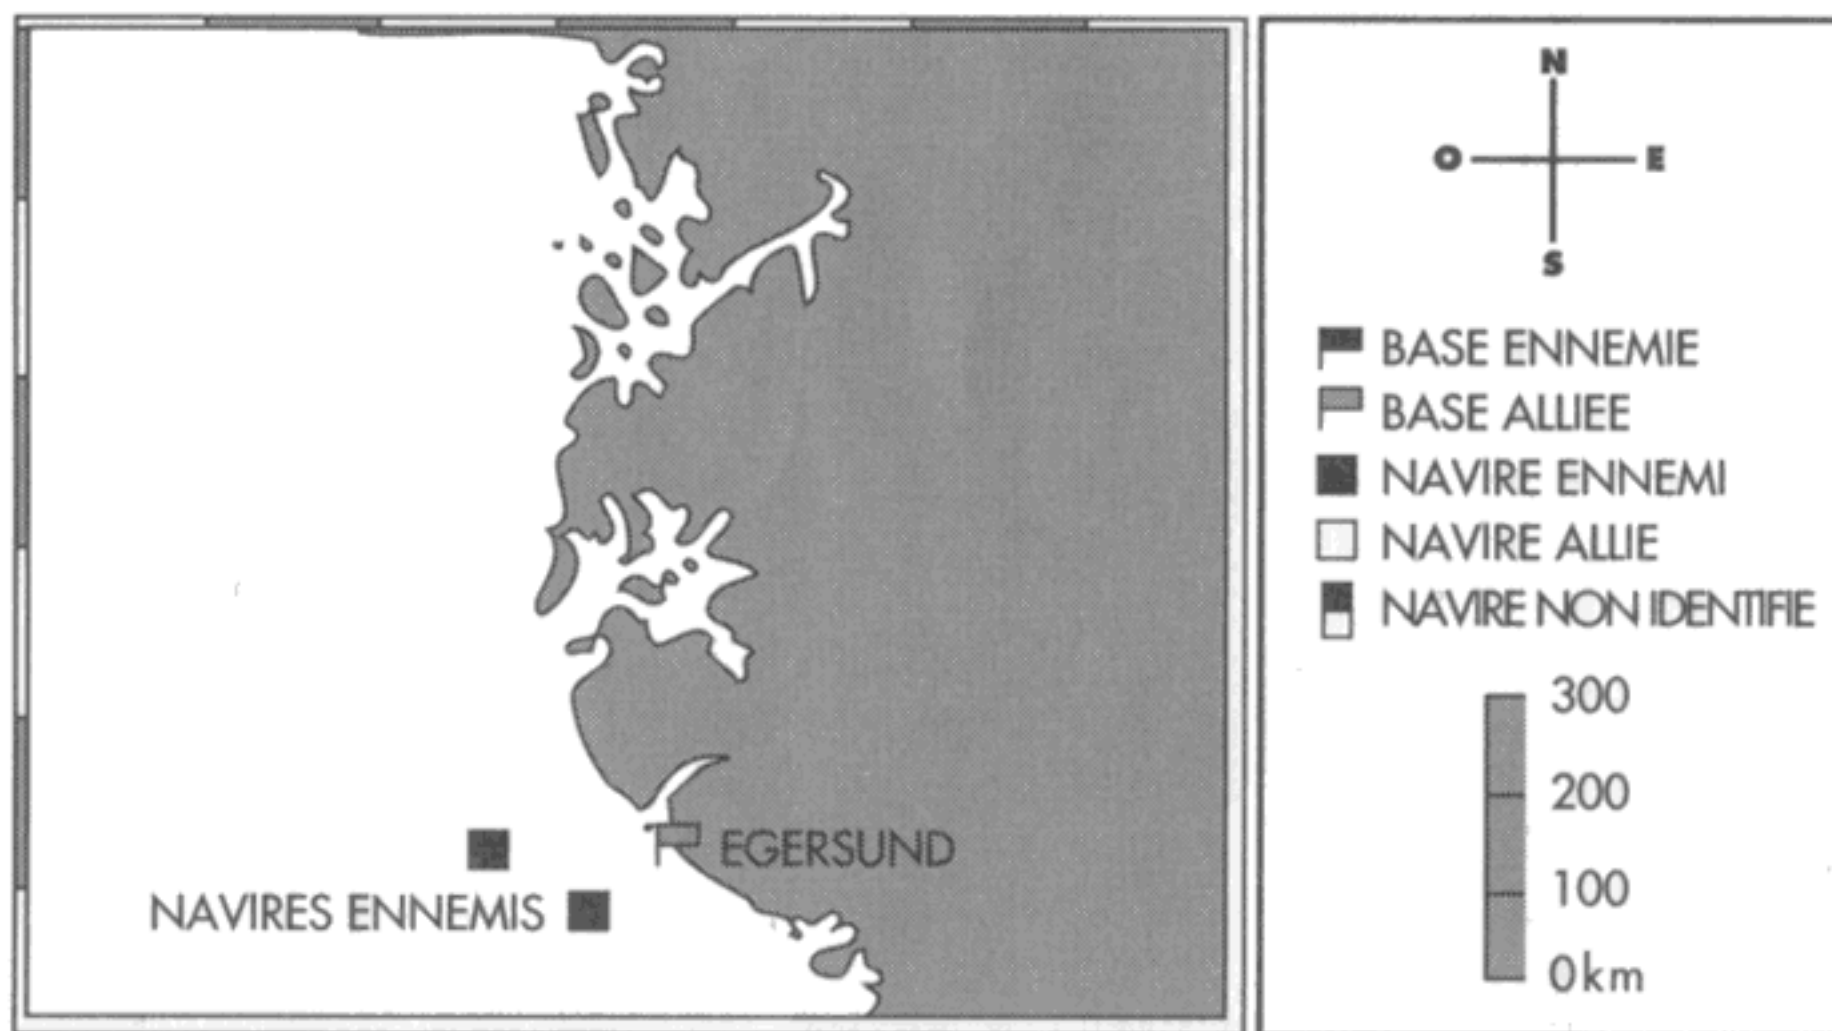 EGERSUND
NAVIRES ENNEMIS
N
O E
S
BASE ENNEMIE
BASE ALLIEE
NAVIRE ENNEMI
NAVIRE ALLIE
NAVIRE NON IDENTIFIE
300
200
100
0km